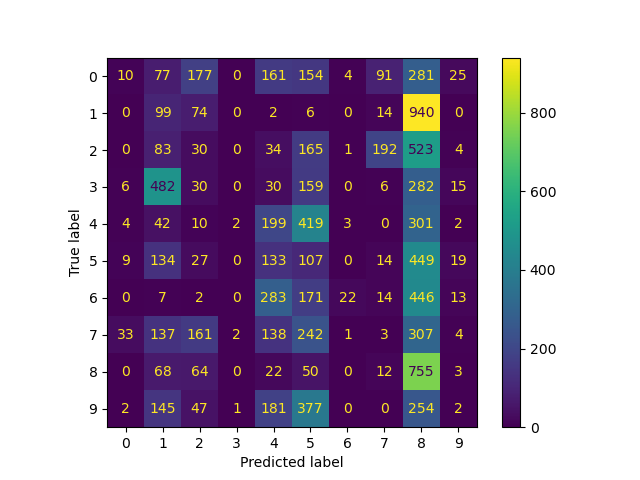 0 10 77 177 0 161 154 4 91 281 25
1 0 99 74 0 2 6 0 14 940 0
2 0 83 30 0 34 165 1 192 523 4
3 6 482 30 0 30 159 0 6 282 15
4 4 42 10 2 199 419 3 0 301 2
5 9 134 27 0 133 107 0 14 449 19
6 0 7 2 0 283 171 22 14 446 13
7 33 137 161 2 138 242 1 3 307 4
8 0 68 64 0 22 50 0 12 755 3
9 2 145 47 1 181 377 0 0 254 2
0 1 2 3 4 5 6 7 8 9
Predicted label
True label
800
600
400
200
0